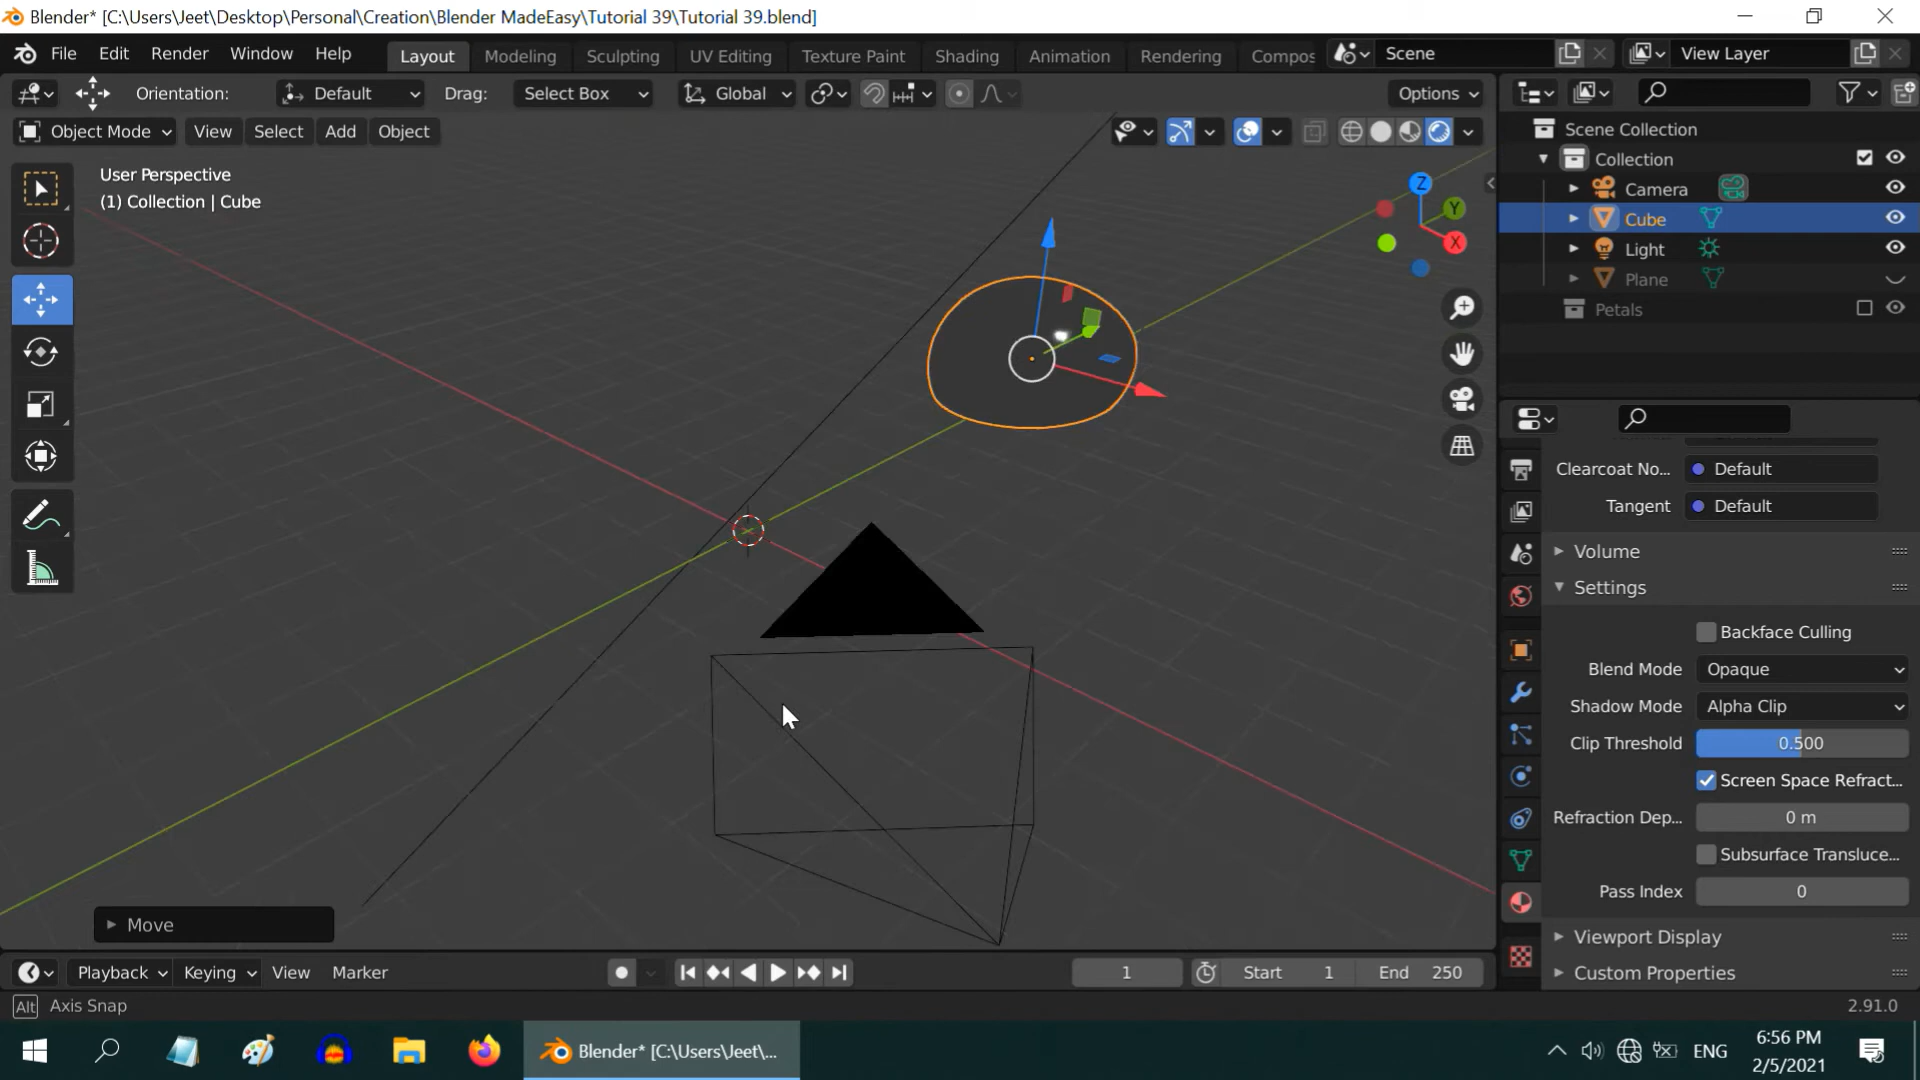 Blender* [C:\Users\Jeet\Desktop\Personal\Creation\Blender MadeEasy\Tutorial 39\Tutorial 39.blend]
File Edit Render Window Help Layout Modeling Sculpting UV Editing Texture Paint Shading Animation Rendering Compos Scene View Layer
Orientation: Default Drag: Select Box Global Options
Object Mode View Select Add Object
User Perspective
(1) Collection | Cube
Z
Y
X
Scene Collection
Collection
Camera
Cube
Light
Plane
Petals
Clearcoat No... Default
Tangent Default
Volume
Settings
Backface Culling
Blend Mode Opaque
Shadow Mode Alpha Clip
Clip Threshold 0.500
Screen Space Refract...
Refraction Dep... 0 m
Subsurface Transluce...
Pass Index 0
Viewport Display
Custom Properties
Move
Playback Keying View Marker 1 Start 1 End 250
Alt Axis Snap 2.91.0
Blender* [C:\Users\Jeet\...
ENG
6:56 PM
2/5/2021